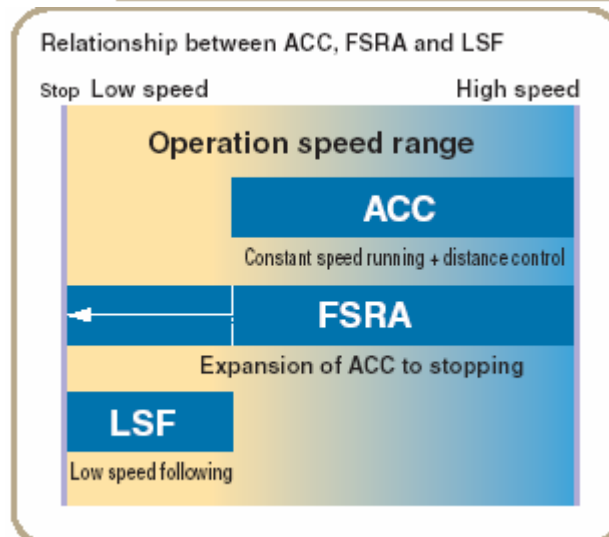 Relationship between ACC, FSRA and LSF
Stop Low speed High speed
Operation speed range
ACC
Constant speed running + distance control
FSRA
Expansion of ACC to stopping
LSF
Low speed following